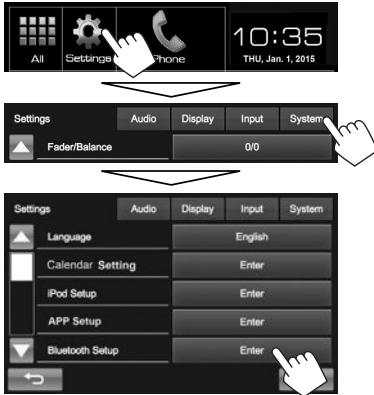 10:35
All Settings Phone THU, Jan. 1, 2015
Settings Audio Display Input System
Fader/Balance 0/0
Settings Audio Display Input System
Language English
Calendar Setting Enter
iPod Setup Enter
APP Setup Enter
Bluetooth Setup Enter